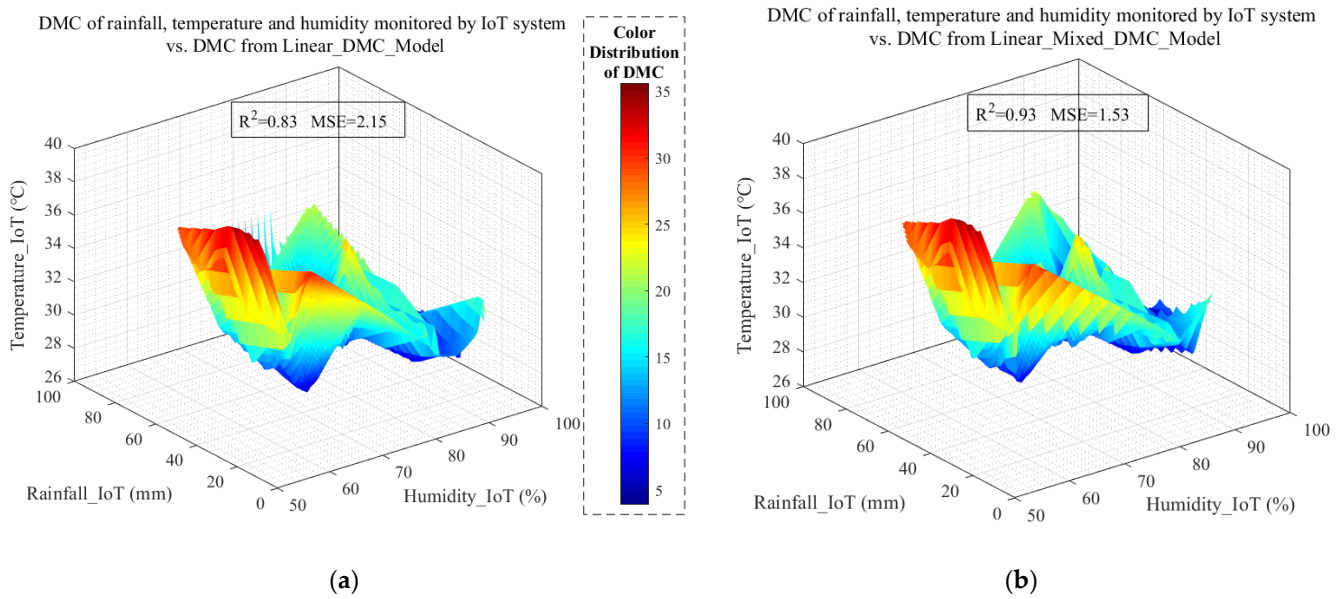 DMC of rainfall, temperature and humidity monitored by IoT system
vs. DMC from Linear_DMC_Model
R²=0.83 MSE=2.15
Temperature_IoT (°C)
40
38
36
34
32
30
28
26
100
80
60
40
20
0
Rainfall_IoT (mm)
50
60
70
80
90
100
Humidity_IoT (%)
(a)
Color
Distribution
of DMC
35
30
25
20
15
10
5
DMC of rainfall, temperature and humidity monitored by IoT system
vs. DMC from Linear_Mixed_DMC_Model
R²=0.93 MSE=1.53
Temperature_IoT (°C)
40
38
36
34
32
30
28
26
100
80
60
40
20
0
Rainfall_IoT (mm)
50
60
70
80
90
100
Humidity_IoT (%)
(b)